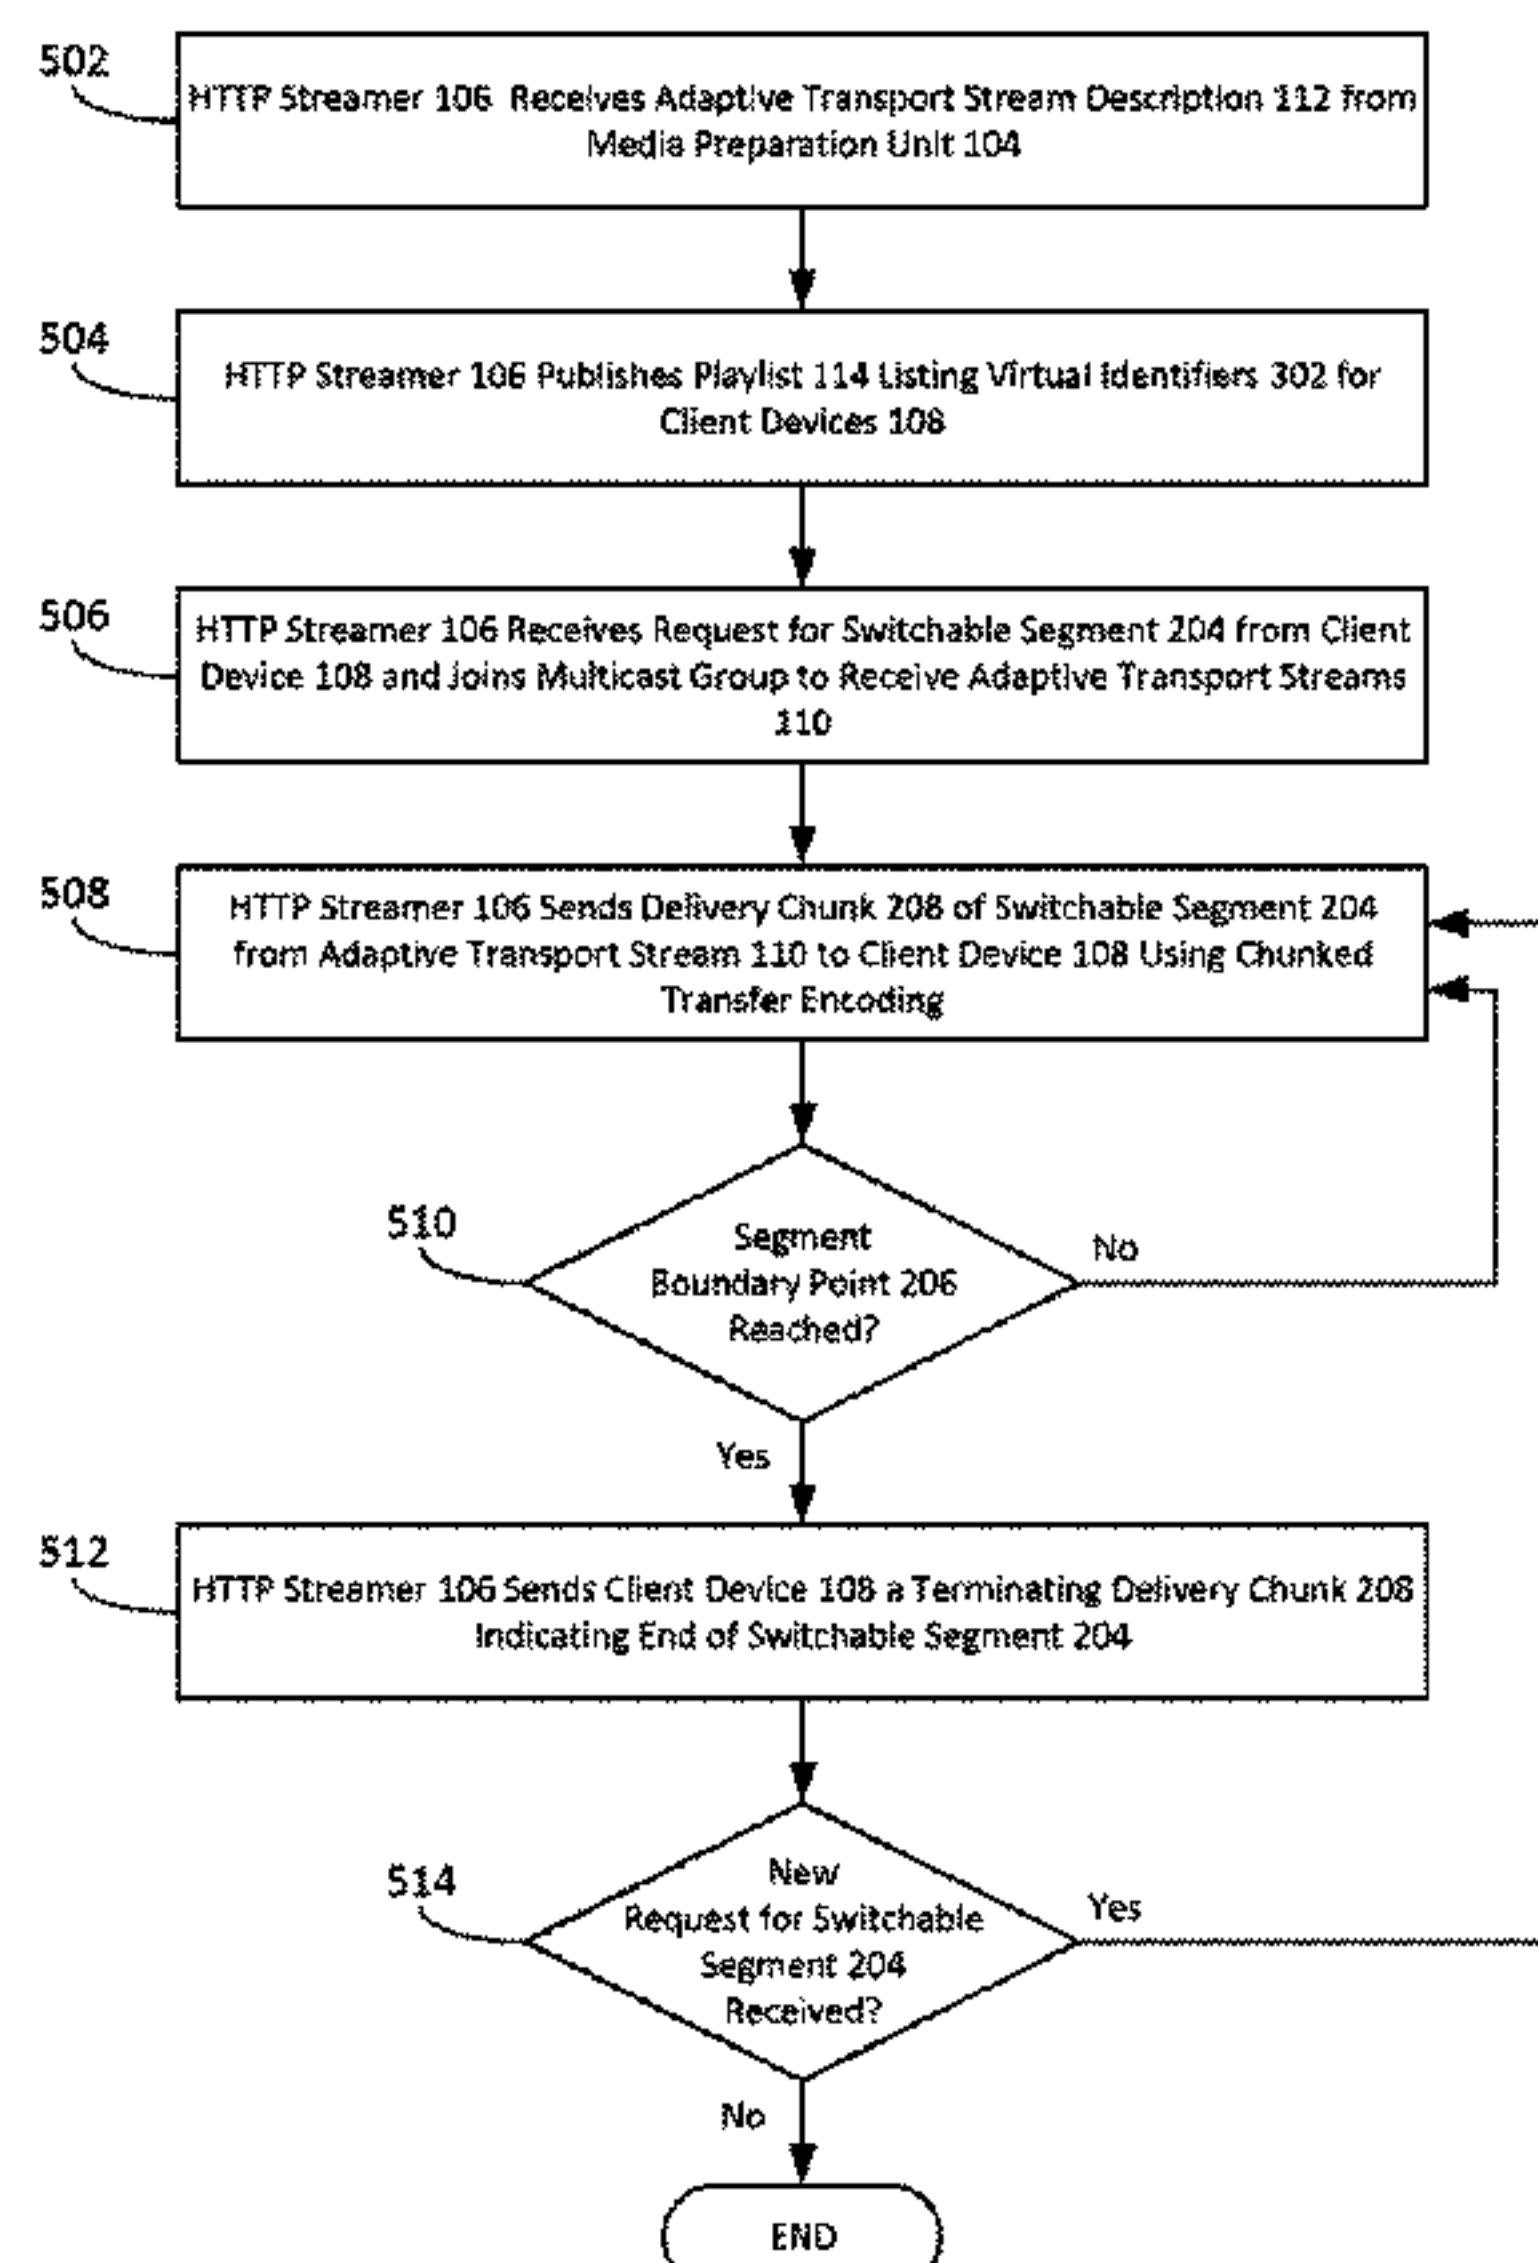 502
HTTP Streamer 106 Receives Adaptive Transport Stream Description 112 from
Media Preparation Unit 104
504
HTTP Streamer 106 Publishes Playlist 114 Listing Virtual Identifiers 302 for
Client Devices 108
506
HTTP Streamer 106 Receives Request for Switchable Segment 204 from Client
Device 108 and Joins Multicast Group to Receive Adaptive Transport Streams
110
508
HTTP Streamer 106 Sends Delivery Chunk 208 of Switchable Segment 204
from Adaptive Transport Stream 110 to Client Device 108 Using Chunked
Transfer Encoding
510
Segment
Boundary Point 206
Reached?
No
Yes
512
HTTP Streamer 106 Sends Client Device 108 a Terminating Delivery Chunk 208
Indicating End of Switchable Segment 204
514
New
Request for Switchable
Segment 204
Received?
Yes
No
END